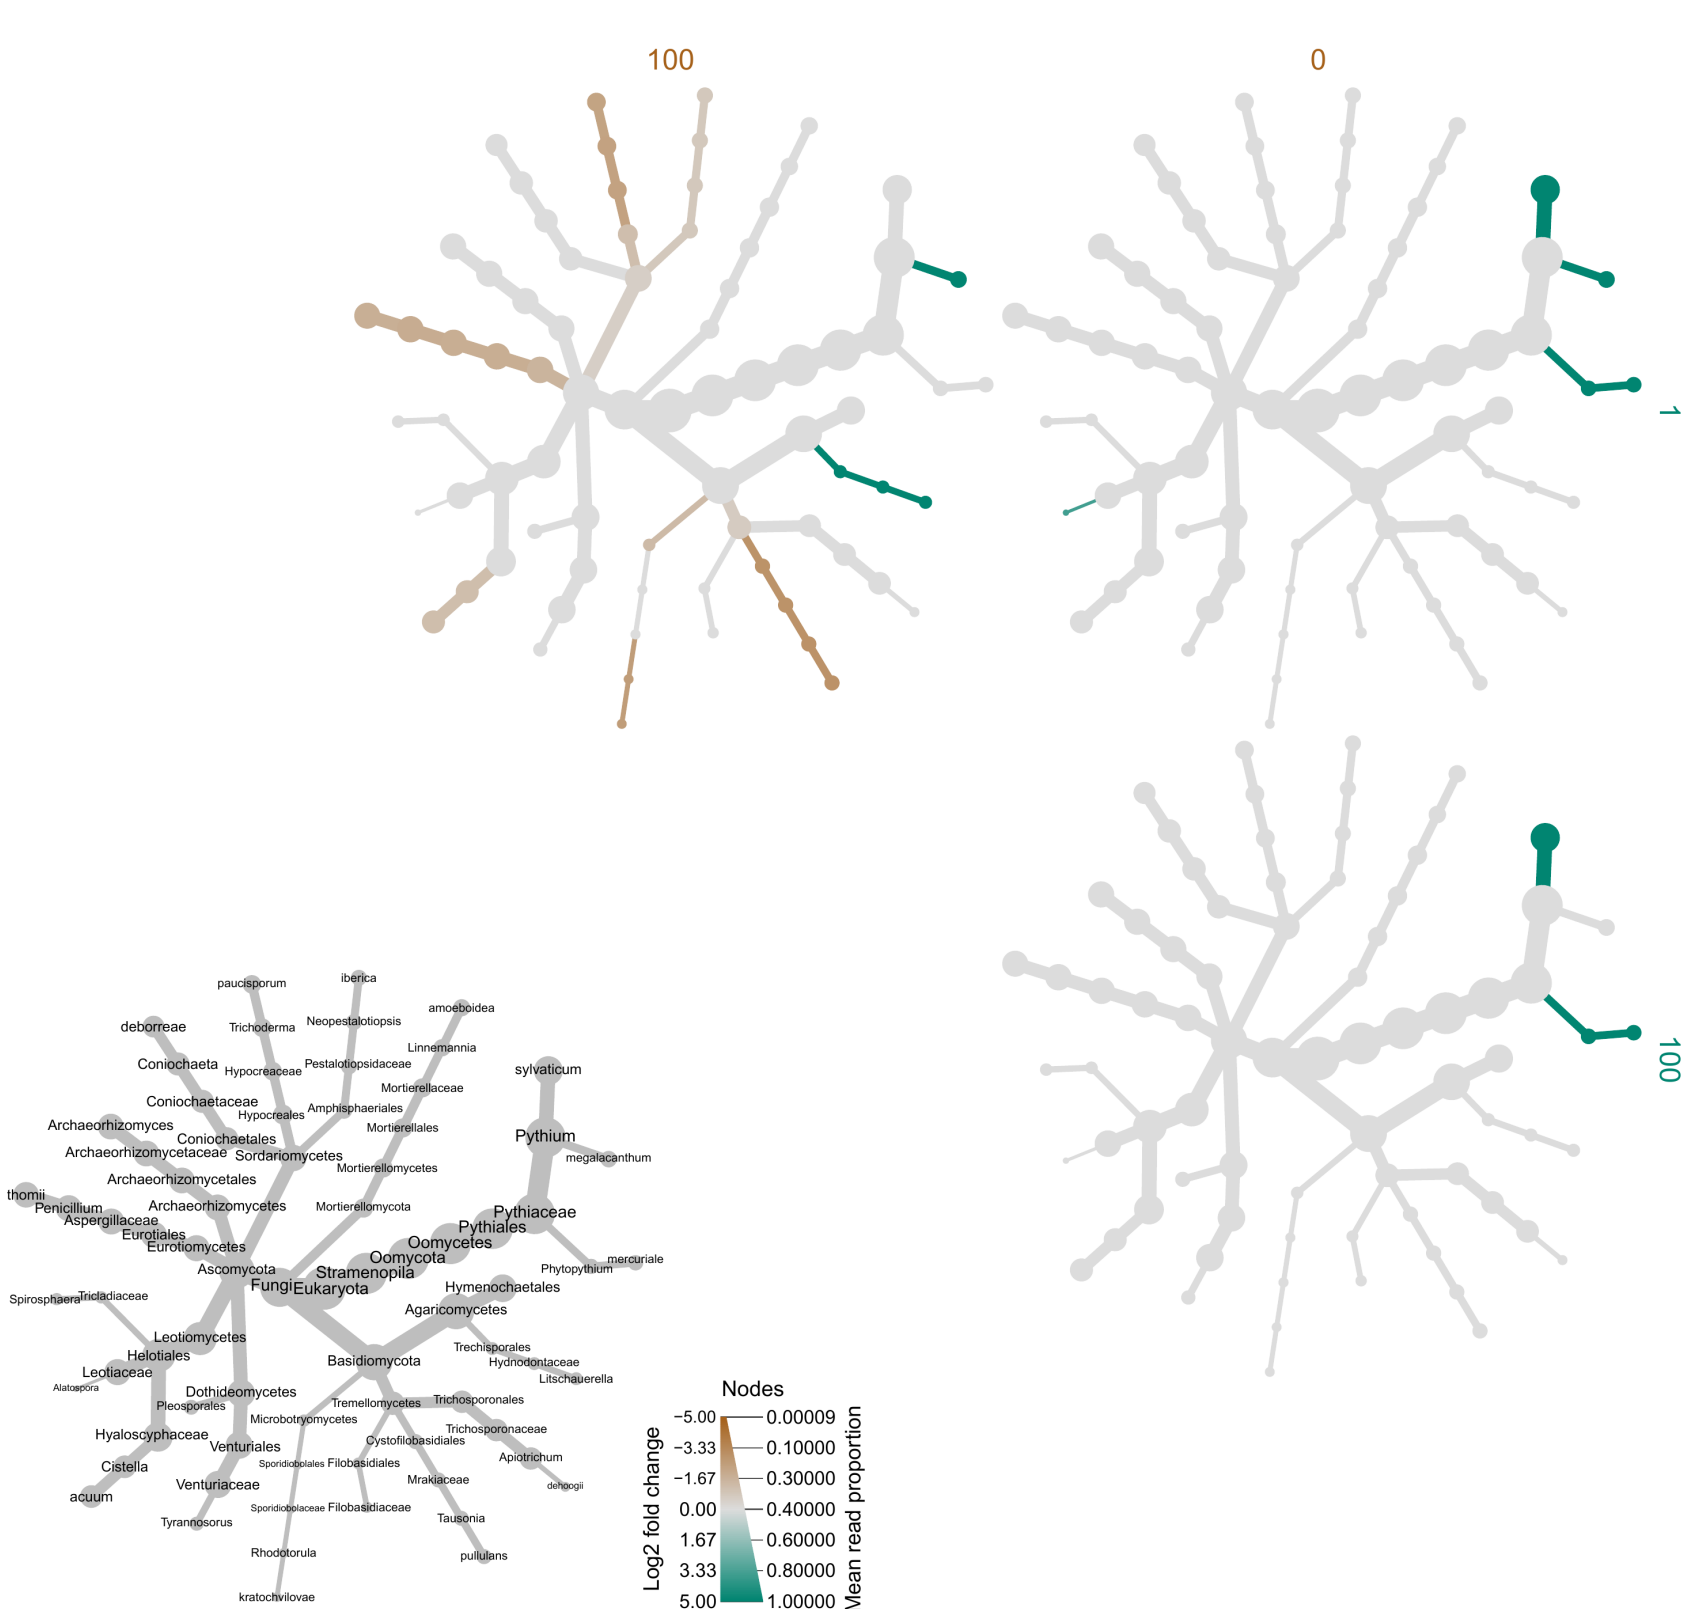 100
0
1
100
paucisporum
iberica
amoeboidea
deborreae
Trichoderma
Neopestalotiopsis
Linnemannia
Coniochaeta
Hypocreaceae
Pestalotiopsidaceae
sylvaticum
Mortierellaceae
Coniochaetaceae
Hypocreales
Amphisphaeriales
Archaeorhizomyces
Coniochaetales
Mortierellales
Pythium
Archaeorhizomycetaceae
Sordariomycetes
megalacanthum
Mortierellomycetes
Archaeorhizomycetales
thomii
Penicillium
Archaeorhizomycetes
Mortierellomycota
Pythiaceae
Aspergillaceae
Pythiales
Eurotiales
Oomycetes
Eurotiomycetes
Oomycota
mercuriale
Ascomycota
Stramenopila
Phytopythium
Fungi
Eukaryota
Hymenochaetales
Spirosphaera
Tricladiaceae
Agaricomycetes
Leotiomycetes
Trechisporales
Helotiales
Basidiomycota
Hydnodontaceae
Leotiaceae
Litschauerella
Alatospora
Dothideomycetes
Pleosporales
Tremellomycetes
Trichosporonales
Microbotryomycetes
Hyaloscyphaceae
Trichosporonaceae
Venturiales
Cystofilobasidiales
Cistella
Sporidiobolales
Filobasidiales
Apiotrichum
Venturiaceae
Mrakiaceae
dehoogii
acuum
Sporidiobolaceae
Filobasidiaceae
Tyrannosorus
Tausonia
Rhodotorula
pullulans
kratochvilovae
Nodes
−5.00 0.00009
−3.33 0.10000
−1.67 0.30000
0.00 0.40000
1.67 0.60000
3.33 0.80000
5.00 1.00000
Log2 fold change
Mean read proportion